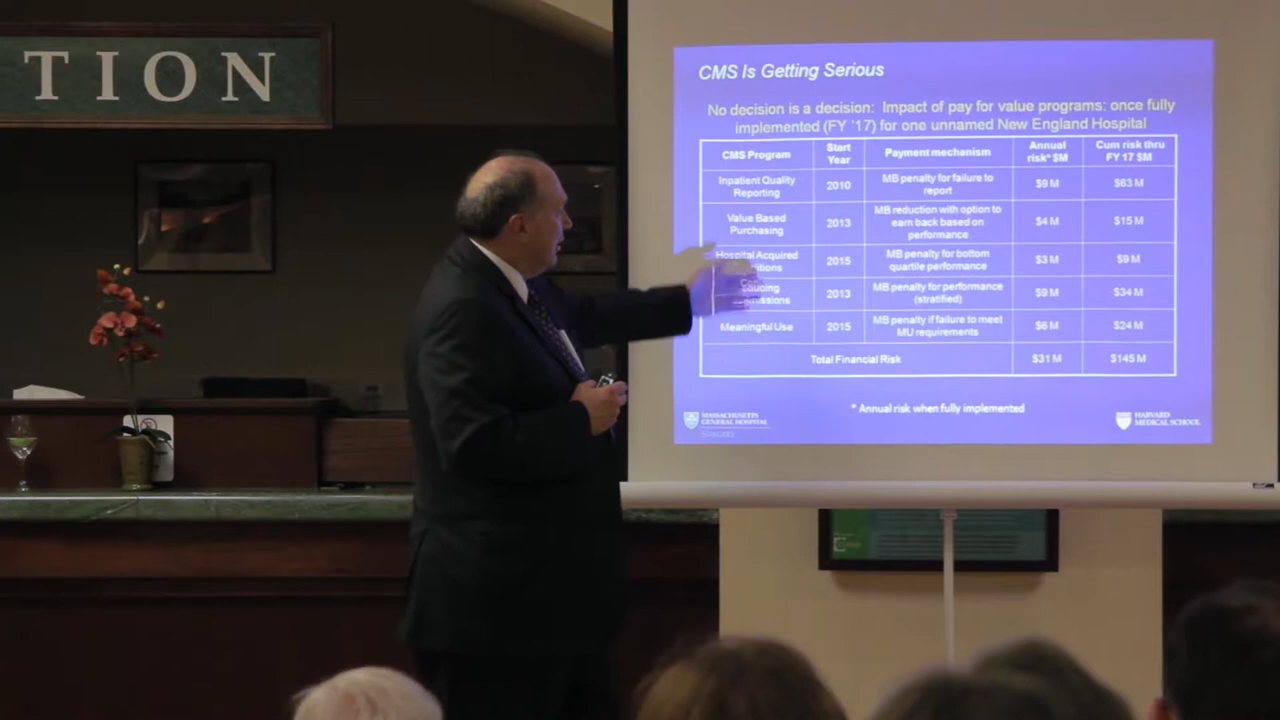 TION
CMS Is Getting Serious
No decision is a decision: Impact of pay for value programs: once fully
implemented (FY '17) for one unnamed New England Hospital
CMS Program
Start
Year
Payment mechanism
Annual
risk* $M
Cum risk thru
FY 17 $M
Inpatient Quality
Reporting
2010
MB penalty for failure to
report
$9 M
$63 M
Value Based
Purchasing
2013
MB reduction with option to
earn back based on
performance
$4 M
$15 M
Hospital Acquired
2015
MB penalty for bottom
quartile performance
$3 M
$9 M
2013
MB penalty for performance
(stratified)
$9 M
$34 M
Meaningful Use
2015
MB penalty if failure to meet
MU requirements
$6 M
$24 M
Total Financial Risk
$31 M
$145 M
* Annual risk when fully implemented
MASSACHUSETTS
GENERAL HOSPITAL
HARVARD
MEDICAL SCHOOL